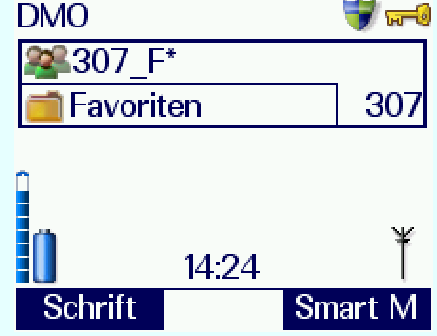 DMO
307_F*
Favoriten 307
14:24
Schrift Smart M